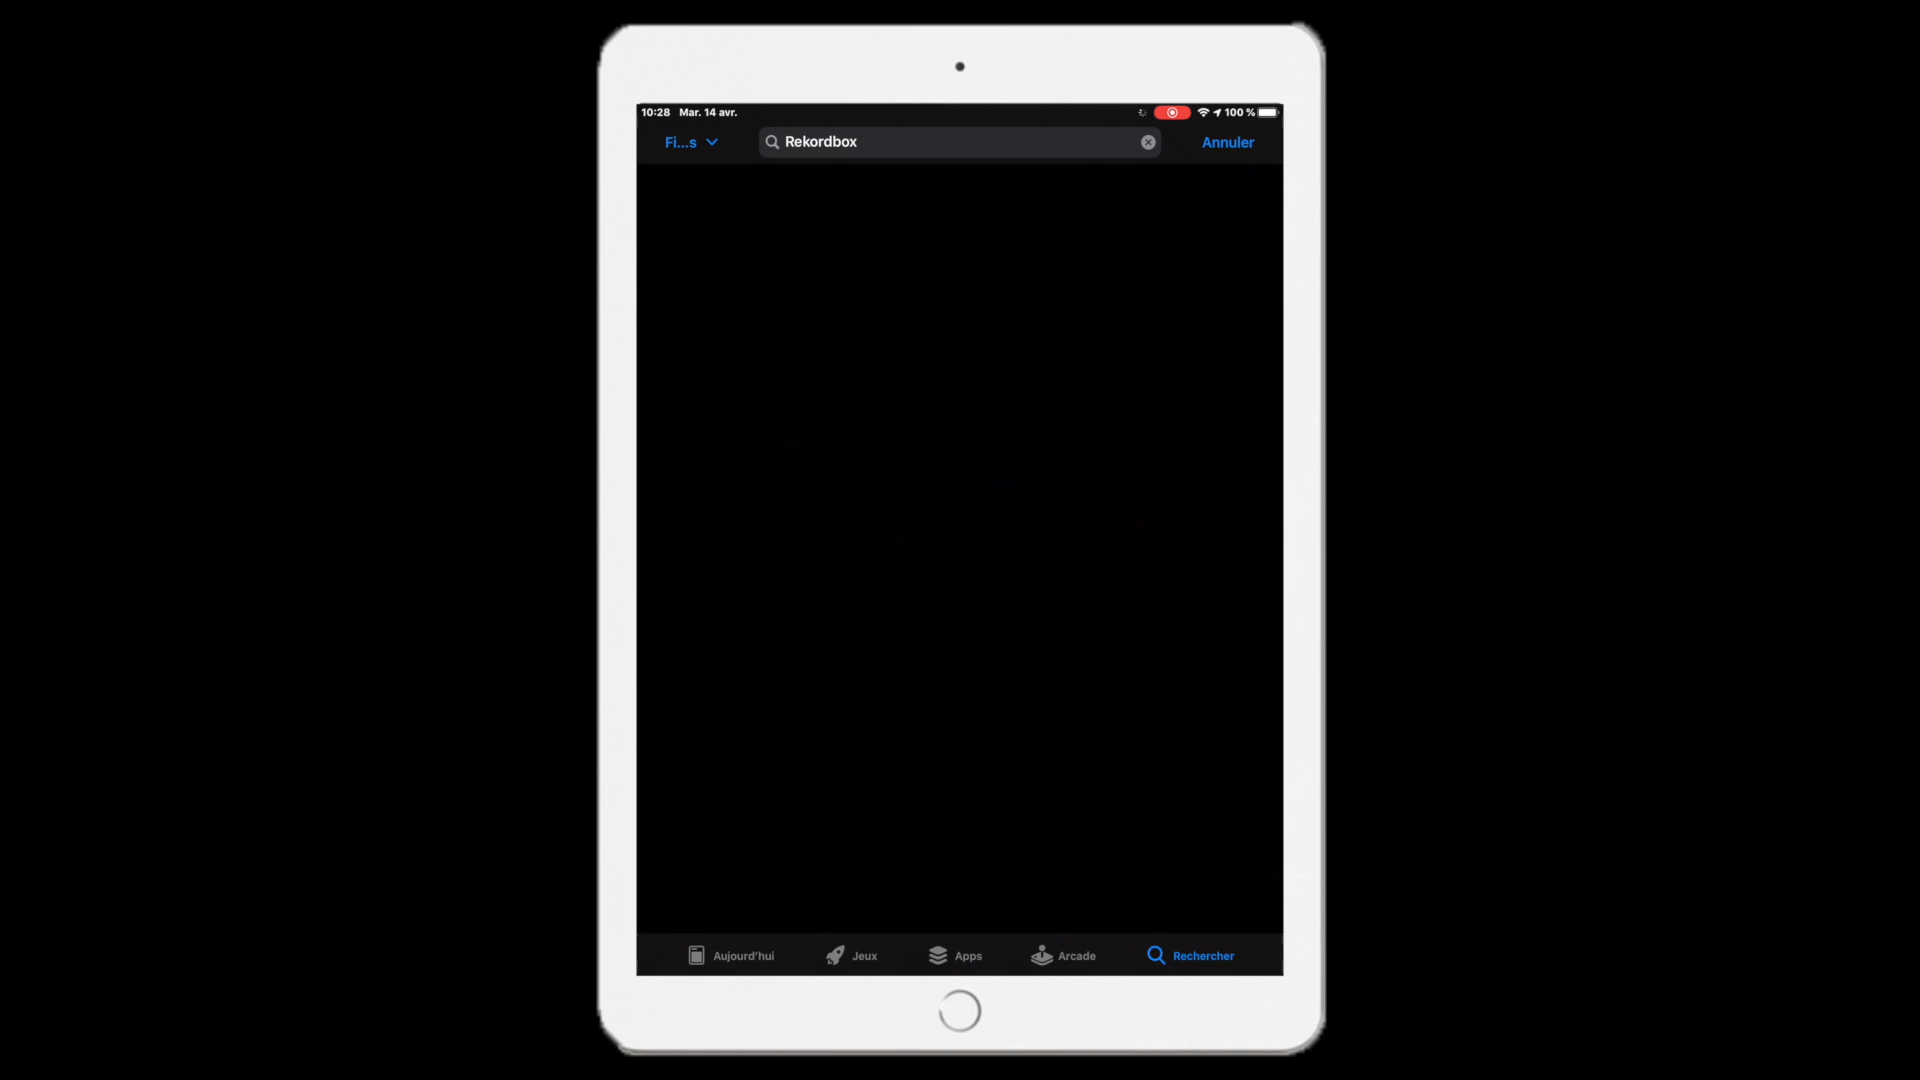 10:28 Mar. 14 avr. 100 %
Fi...s Rekordbox Annuler
Aujourd'hui Jeux Apps Arcade Rechercher